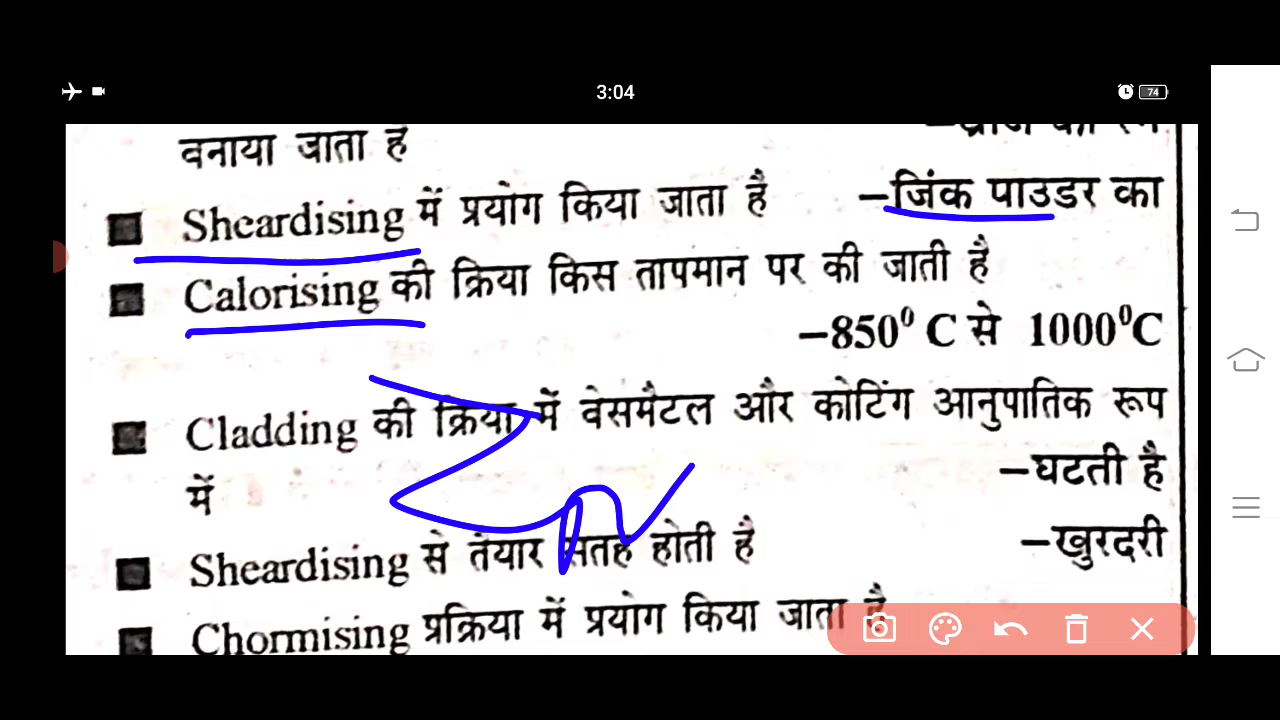 3:04
74
वनाया जाता है
■ Sheardising में प्रयोग किया जाता है –जिंक पाउडर का
■ Calorising की क्रिया किस तापमान पर की जाती है
–850⁰ C से 1000⁰C
■ Cladding की क्रिया में वेसमैटल और कोटिंग आनुपातिक रूप
में –घटती है
■ Sheardising से तैयार सतह होती है –खुरदरी
■ Chormising प्रक्रिया में प्रयोग किया जाता है
Zn